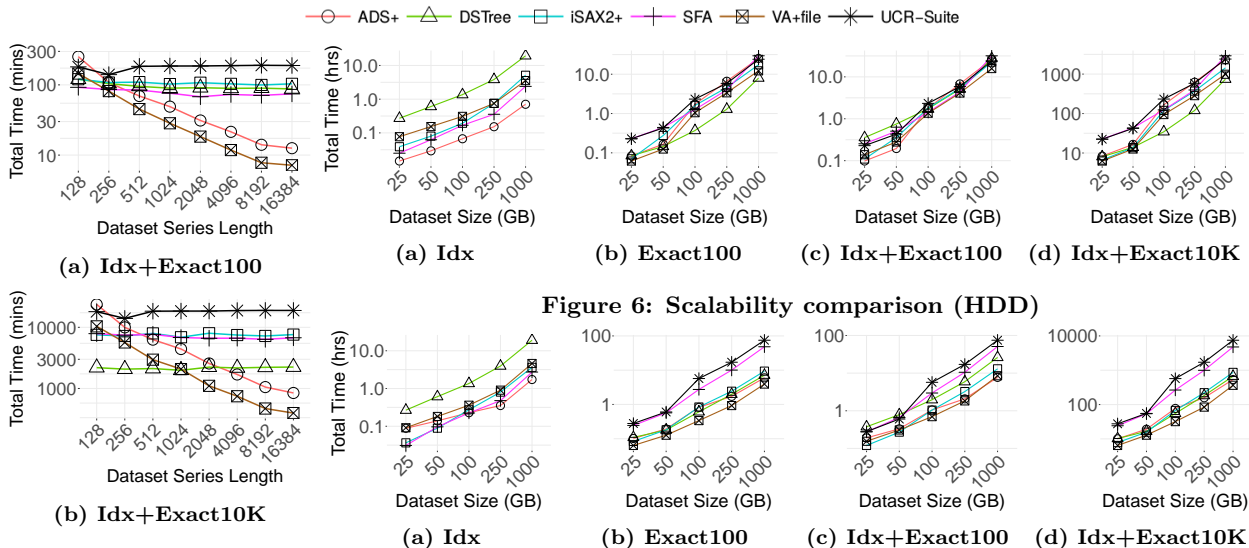 ADS+ DSTree iSAX2+ SFA VA+file UCR−Suite
Total Time (mins)
300
100
30
10
128 256 512 1024 2048 4096 8192 16384
Dataset Series Length
(a) Idx+Exact100
Total Time (hrs)
10.0
1.0
0.1
25 50 100 250 1000
Dataset Size (GB)
(a) Idx
10.0
1.0
0.1
25 50 100 250 1000
Dataset Size (GB)
(b) Exact100
10.0
1.0
0.1
25 50 100 250 1000
Dataset Size (GB)
(c) Idx+Exact100
1000
100
10
25 50 100 250 1000
Dataset Size (GB)
(d) Idx+Exact10K
Figure 6: Scalability comparison (HDD)
Total Time (mins)
10000
3000
1000
128 256 512 1024 2048 4096 8192 16384
Dataset Series Length
(b) Idx+Exact10K
Total Time (hrs)
10.0
1.0
0.1
25 50 100 250 1000
Dataset Size (GB)
(a) Idx
100
1
25 50 100 250 1000
Dataset Size (GB)
(b) Exact100
100
1
25 50 100 250 1000
Dataset Size (GB)
(c) Idx+Exact100
10000
100
25 50 100 250 1000
Dataset Size (GB)
(d) Idx+Exact10K